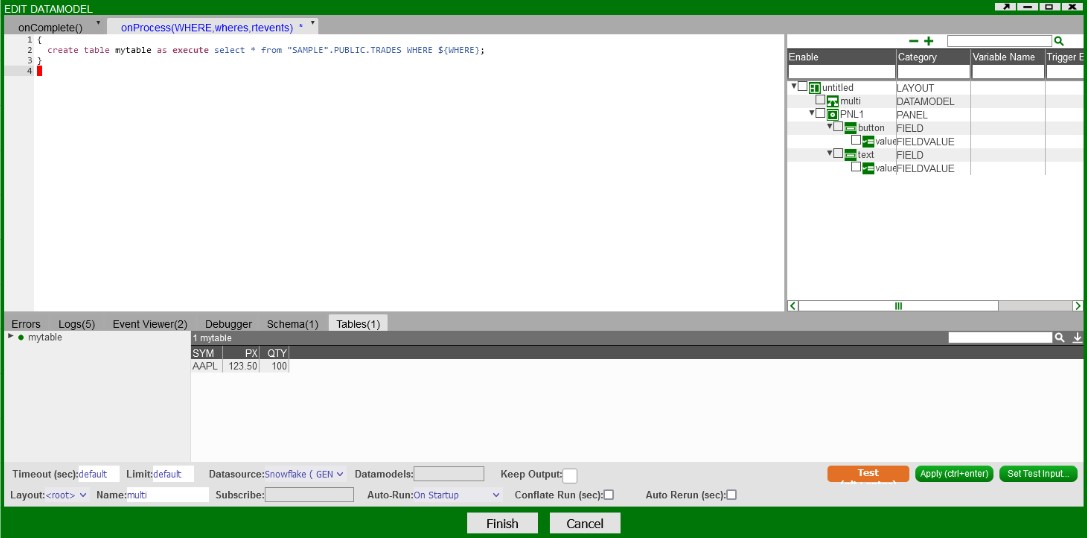 EDIT DATAMODEL
onComplete() onProcess(WHERE,wheres,rtevents) *
1 {
2 create table mytable as execute select * from "SAMPLE".PUBLIC.TRADES WHERE ${WHERE};
3 }
4
Enable Category Variable Name Trigger E
untitled LAYOUT
multi DATAMODEL
PNL1 PANEL
button FIELD
value FIELDVALUE
text FIELD
value FIELDVALUE
Errors Logs(5) Event Viewer(2) Debugger Schema(1) Tables(1)
mytable 1 mytable
SYM PX QTY
AAPL 123.50 100
Timeout (sec):default Limit:default Datasource:Snowflake ( GEN Datamodels: Keep Output: Test Apply (ctrl+enter) Set Test Input...
Layout:<root> Name:multi Subscribe: Auto-Run:On Startup Conflate Run (sec): Auto Rerun (sec):
Finish Cancel